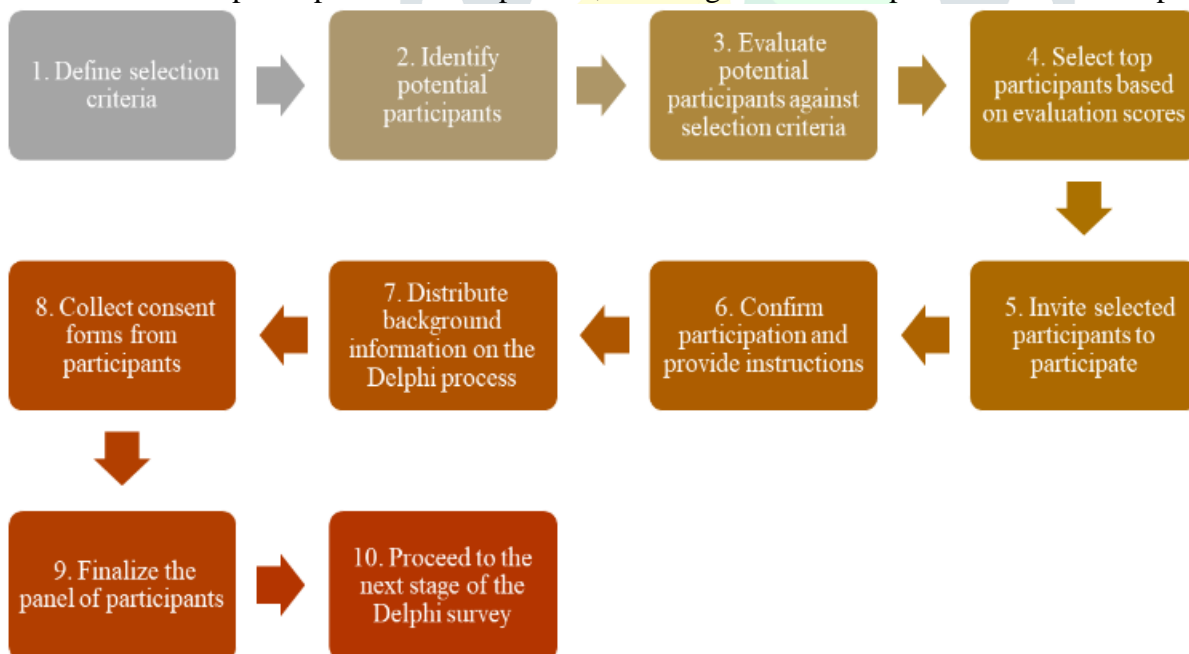 1. Define selection
criteria
2. Identify
potential
participants
3. Evaluate
potential
participants against
selection criteria
4. Select top
participants based
on evaluation scores
5. Invite selected
participants to
participate
6. Confirm
participation and
provide instructions
7. Distribute
background
information on the
Delphi process
8. Collect consent
forms from
participants
9. Finalize the
panel of participants
10. Proceed to the
next stage of the
Delphi survey